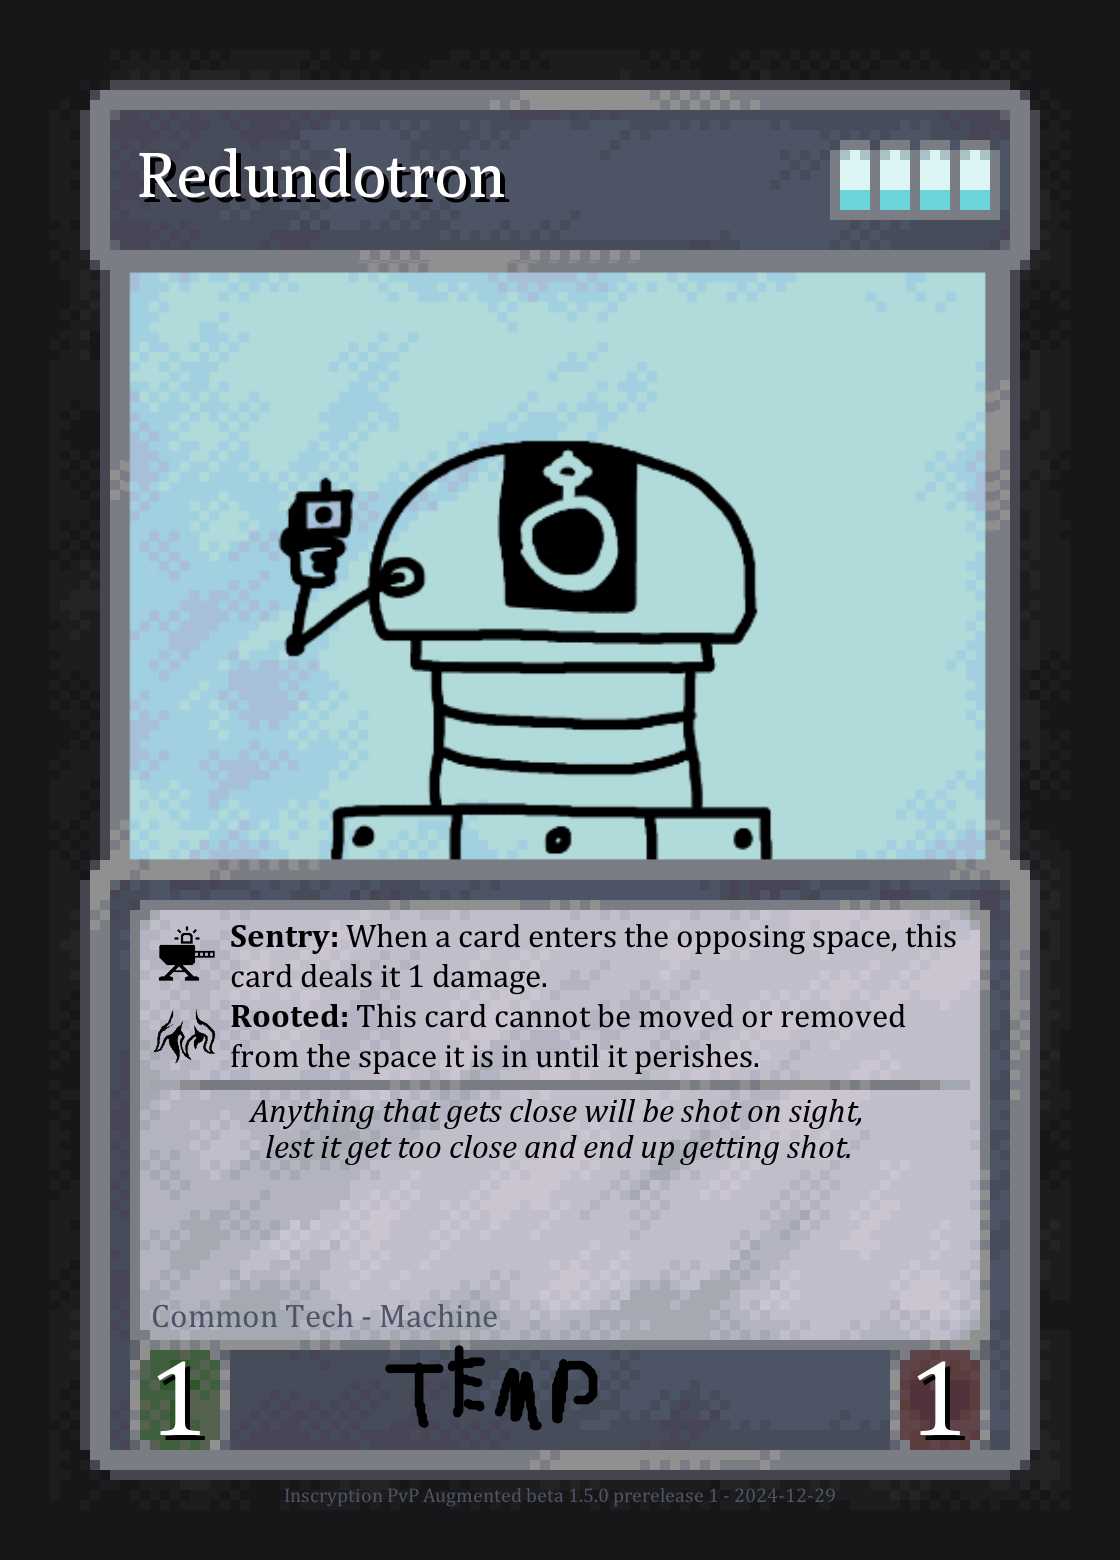 Redundotron
Sentry: When a card enters the opposing space, this
card deals it 1 damage.
Rooted: This card cannot be moved or removed
from the space it is in until it perishes.
Anything that gets close will be shot on sight,
lest it get too close and end up getting shot.
Common Tech - Machine
1 TEMP 1
Inscryption PvP Augmented beta 1.5.0 prerelease 1 - 2024-12-29